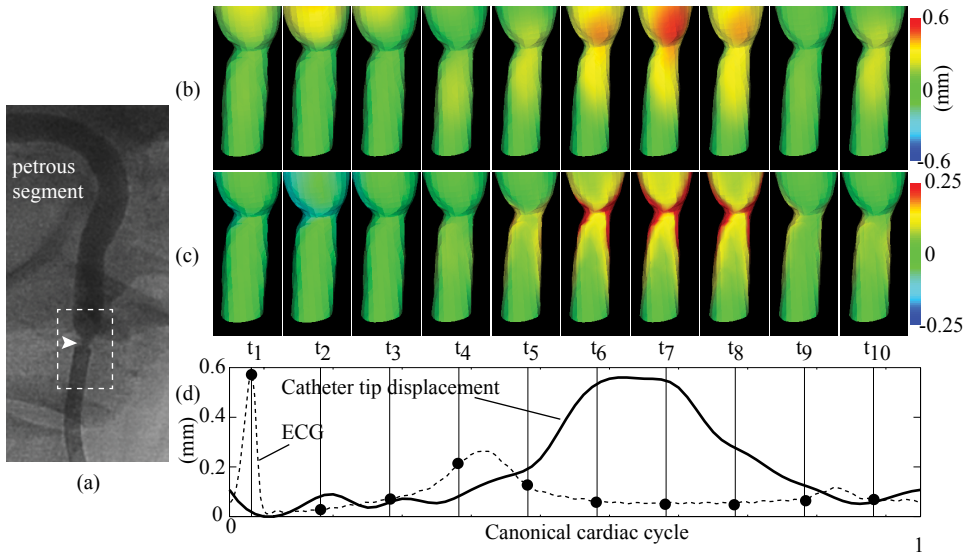 (b)
0.6
0
(mm)
-0.6
petrous
segment
(a)
(c)
0.25
0
-0.25
t1 t2 t3 t4 t5 t6 t7 t8 t9 t10
(d)
0.6
(mm)
0.2
0
Catheter tip displacement
ECG
0
Canonical cardiac cycle
1